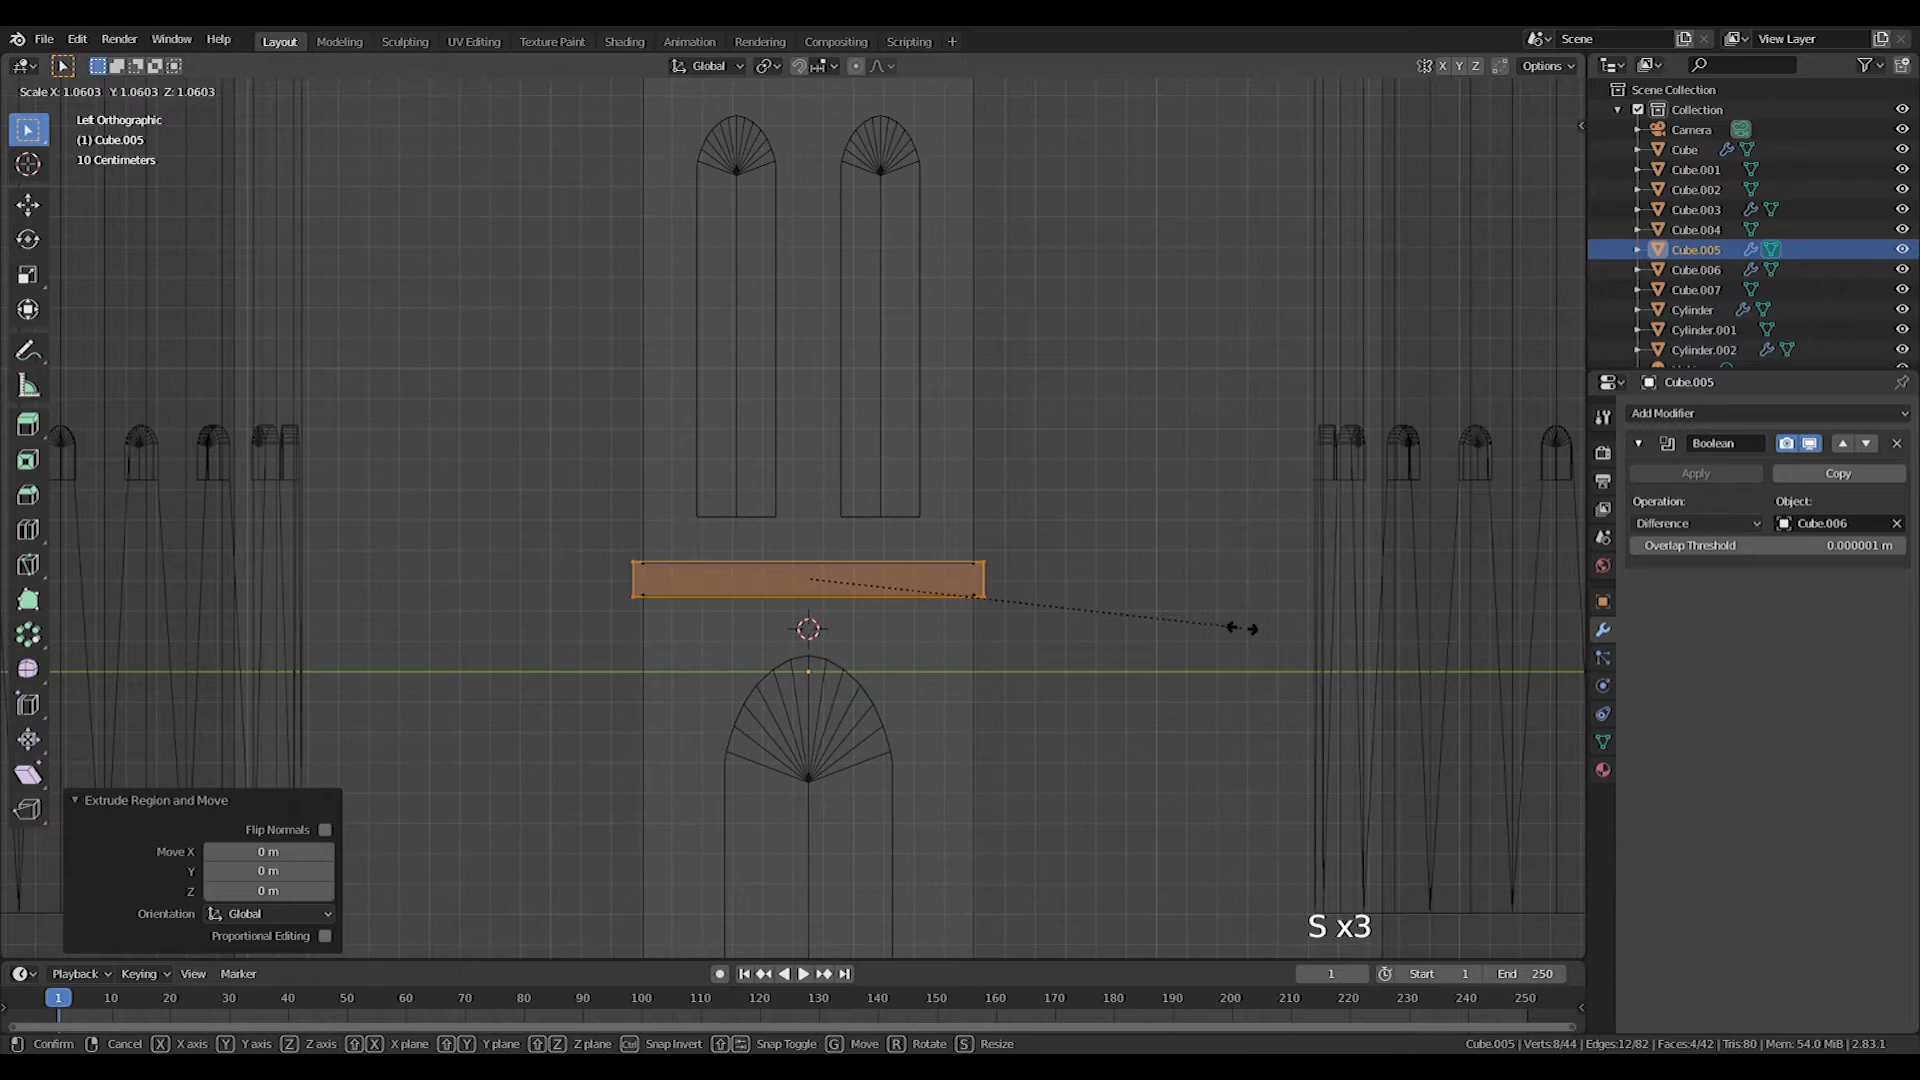 File Edit Render Window Help
Layout Modeling Sculpting UV Editing Texture Paint Shading Animation Rendering Compositing Scripting +
Scene
View Layer
Global
X Y Z
Options
Scale X: 1.0603 Y: 1.0603 Z: 1.0603
Left Orthographic
(1) Cube.005
10 Centimeters
Scene Collection
Collection
Camera
Cube
Cube.001
Cube.002
Cube.003
Cube.004
Cube.005
Cube.006
Cube.007
Cylinder
Cylinder.001
Cylinder.002
Cube.005
Add Modifier
Boolean
Apply
Copy
Operation:
Object:
Difference
Cube.006
Overlap Threshold 0.000001 m
Extrude Region and Move
Flip Normals
Move X 0 m
Y 0 m
Z 0 m
Orientation Global
Proportional Editing
S x3
Playback Keying View Marker
1
Start 1
End 250
1 10 20 30 40 50 60 70 80 90 100 110 120 130 140 150 160 170 180 190 200 210 220 230 240 250
Confirm Cancel X X axis Y Y axis Z Z axis X X plane Y Y plane Z Z plane Ctrl Snap Invert Snap Toggle G Move R Rotate S Resize
Cube.005 | Verts:8/44 | Edges:12/82 | Faces:4/42 | Tris:80 | Mem: 54.0 MiB | 2.83.1